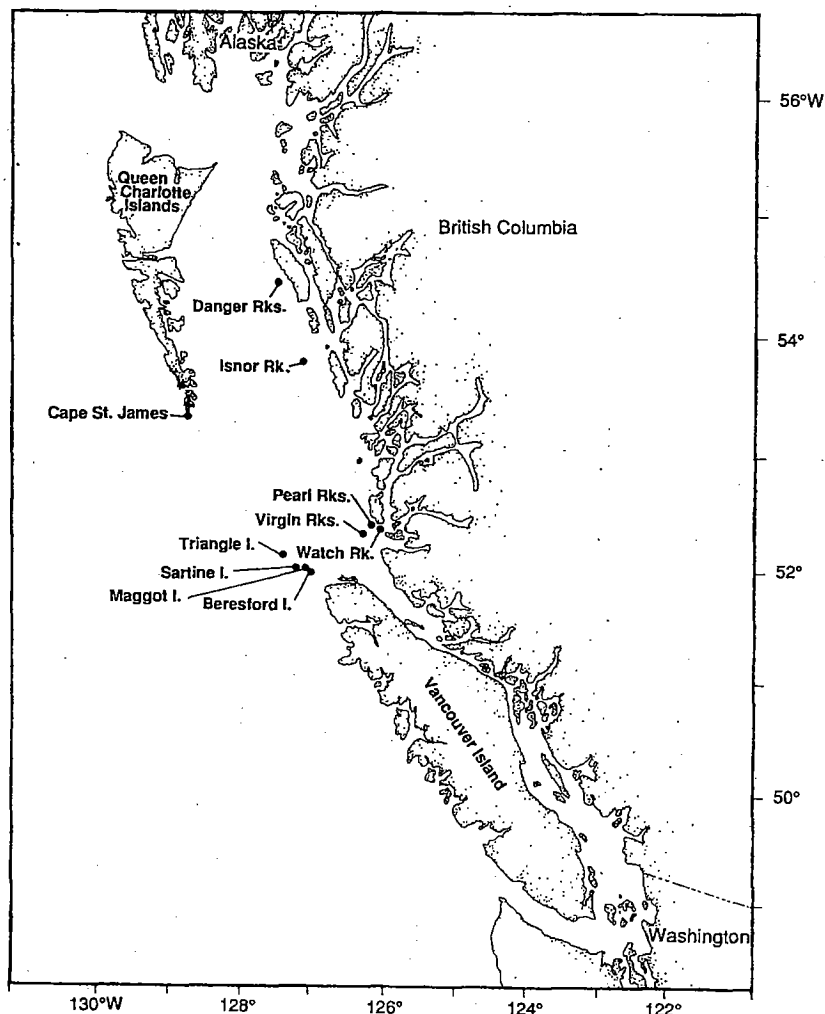 Alaska
56°W
Queen
Charlotte
Islands
British Columbia
Danger Rks.
54°
Isnor Rk.
Cape St. James
Pearl Rks.
Virgin Rks.
Triangle I.
Watch Rk.
Sartine I.
52°
Maggot I.
Beresford I.
Vancouver Island
50°
Washington
130°W
128°
126°
124°
122°